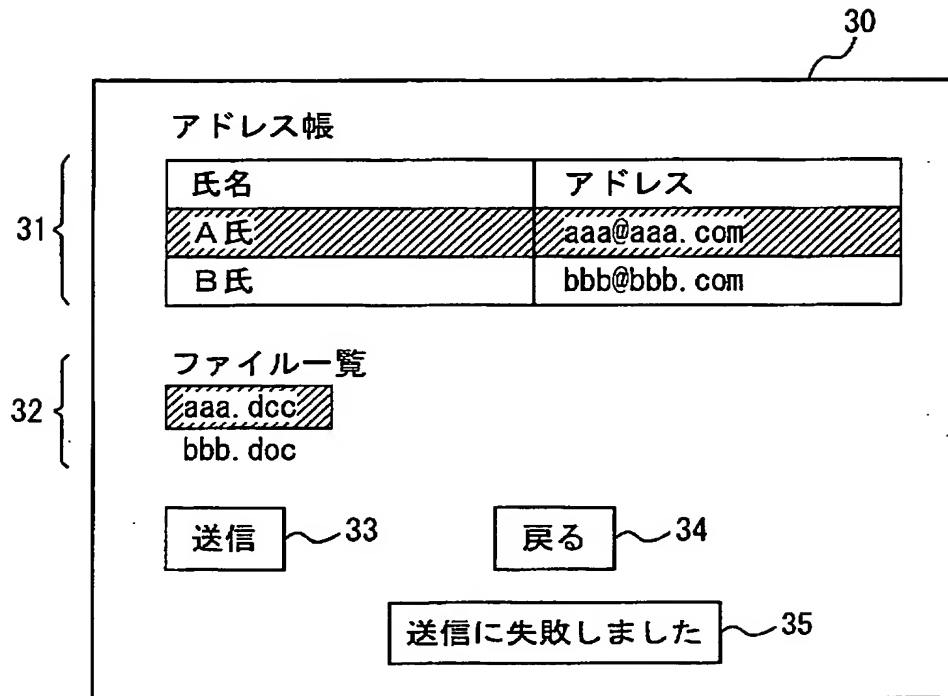 30
アドレス帳
氏名 アドレス
31
A氏 aaa@aaa.com
B氏 bbb@bbb.com
ファイル一覧
32
aaa.dcc
bbb.doc
送信 33 戻る 34
送信に失敗しました 35